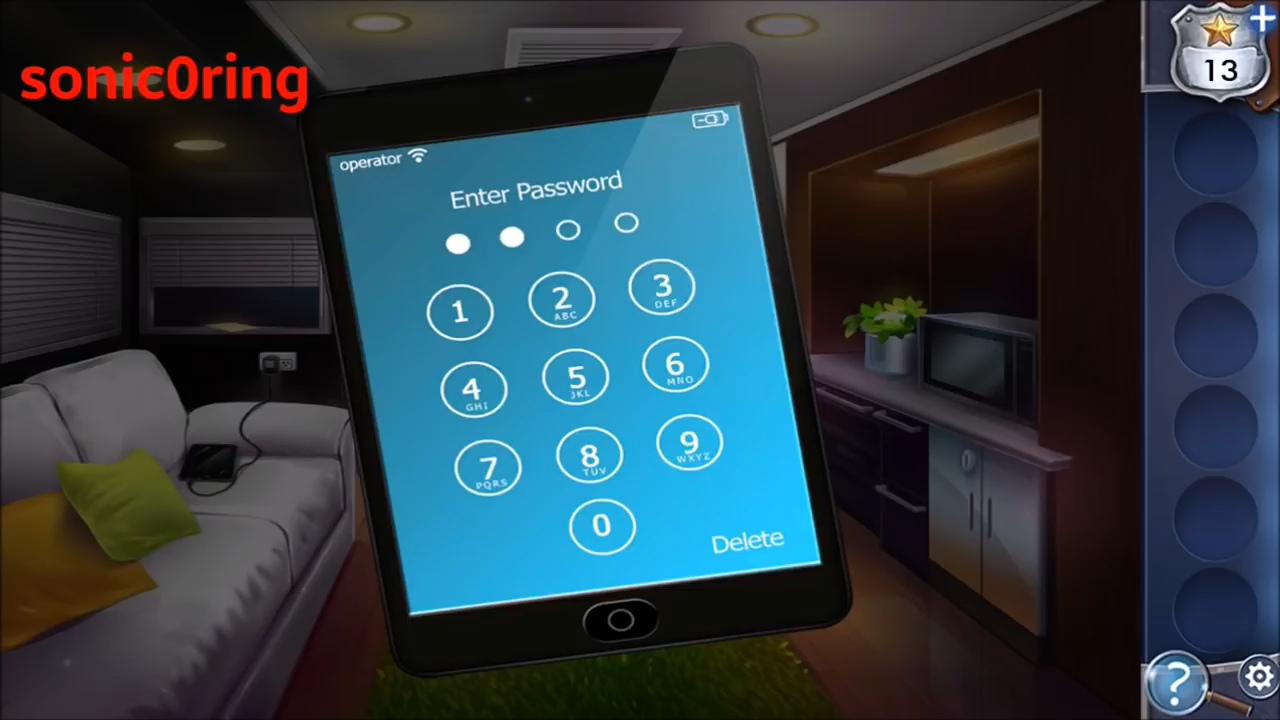 sonic0ring
13
operator
Enter Password
1
2
ABC
3
DEF
4
GHI
5
JKL
6
MNO
7
PQRS
8
TUV
9
WXYZ
0
Delete
?